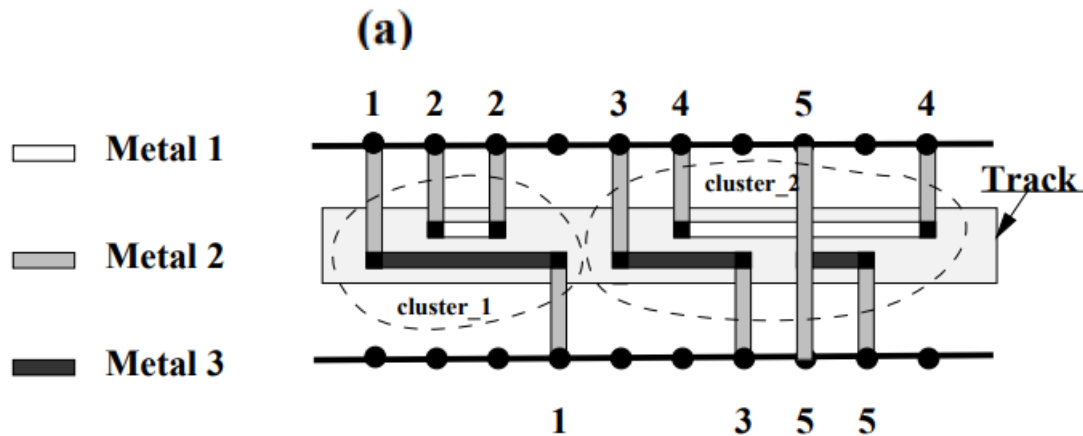 (a)
1 2 2 3 4 5 4
Metal 1
cluster_2
Track
Metal 2
cluster_1
Metal 3
1 3 5 5